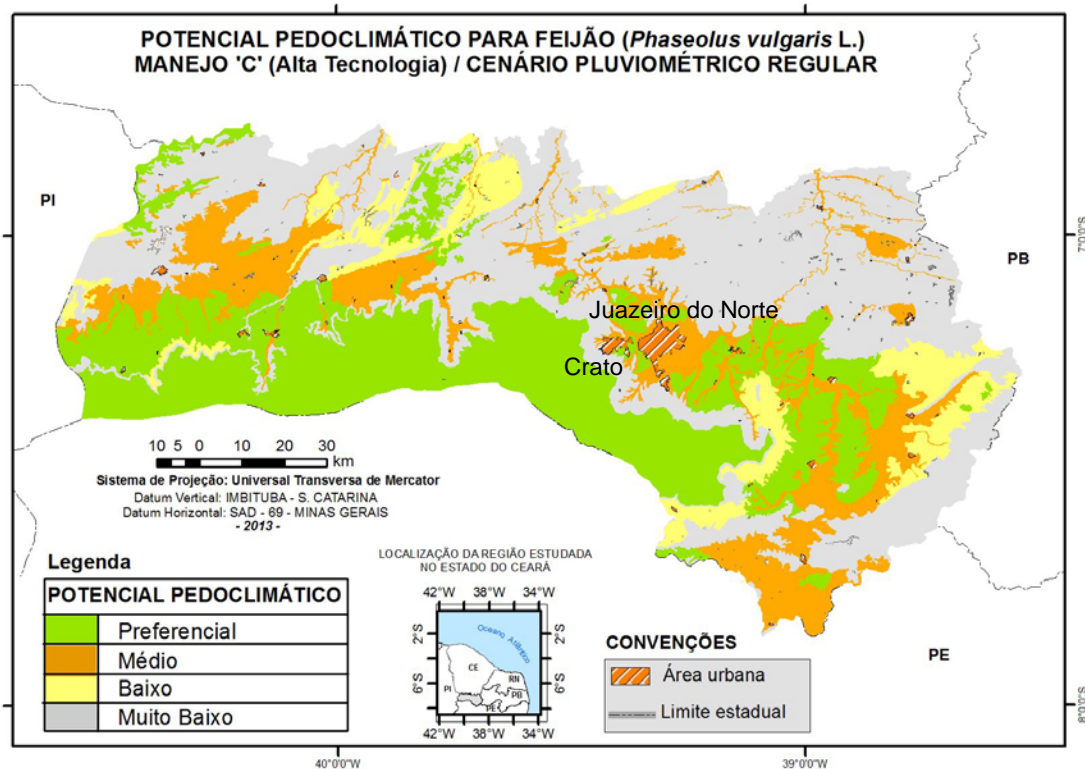 POTENCIAL PEDOCLIMÁTICO PARA FEIJÃO (Phaseolus vulgaris L.)
MANEJO 'C' (Alta Tecnologia) / CENÁRIO PLUVIOMÉTRICO REGULAR
PI
7°0'0"S
PB
Juazeiro do Norte
Crato
10 5 0 10 20 30
km
Sistema de Projeção: Universal Transversa de Mercator
Datum Vertical: IMBITUBA - S. CATARINA
Datum Horizontal: SAD - 69 - MINAS GERAIS
- 2013 -
Legenda
POTENCIAL PEDOCLIMÁTICO
Preferencial
Médio
Baixo
Muito Baixo
LOCALIZAÇÃO DA REGIÃO ESTUDADA
NO ESTADO DO CEARÁ
42°W 38°W 34°W
Oceano Atlântico
2°S
2°S
CE
RN
PI
PB
6°S
6°S
PE
42°W 38°W 34°W
CONVENÇÕES
Área urbana
Limite estadual
PE
8°0'0"S
40°0'0"W
39°0'0"W